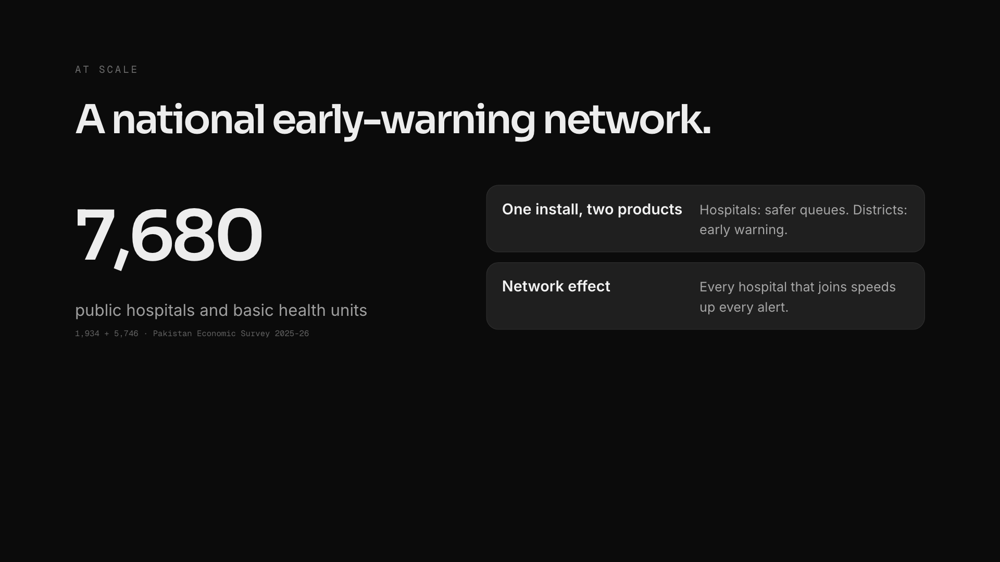 AT SCALE
A national early-warning network.
7,680
public hospitals and basic health units
1,934 + 5,746 · Pakistan Economic Survey 2025-26
One install, two products
Hospitals: safer queues. Districts:
early warning.
Network effect
Every hospital that joins speeds
up every alert.